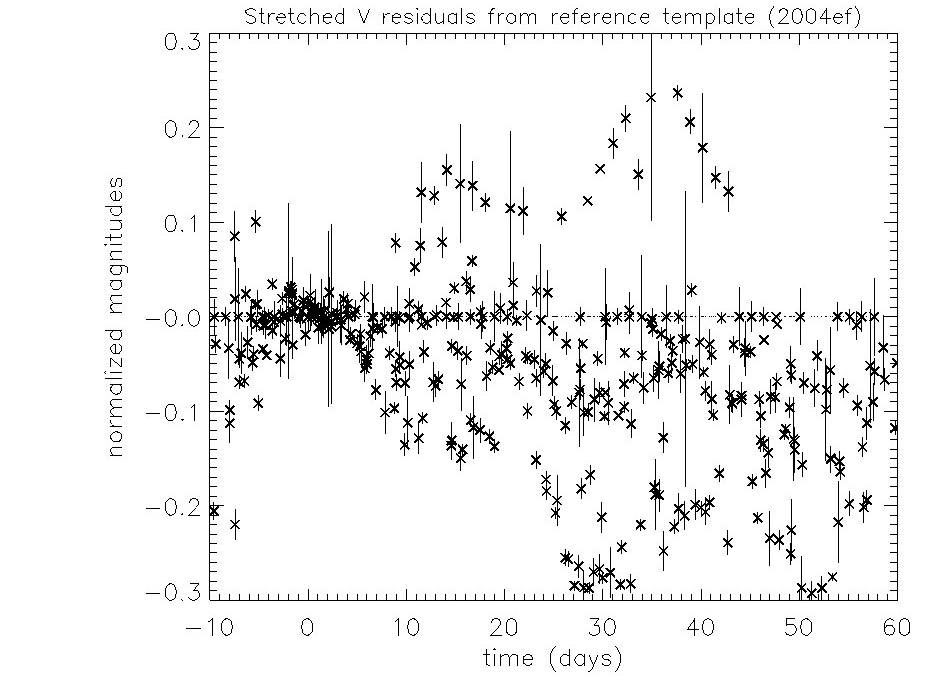 Stretched V residuals from reference template (2004ef)
0.3
0.2
0.1
−0.0
−0.1
−0.2
−0.3
normalized magnitudes
−10 0 10 20 30 40 50 60
time (days)